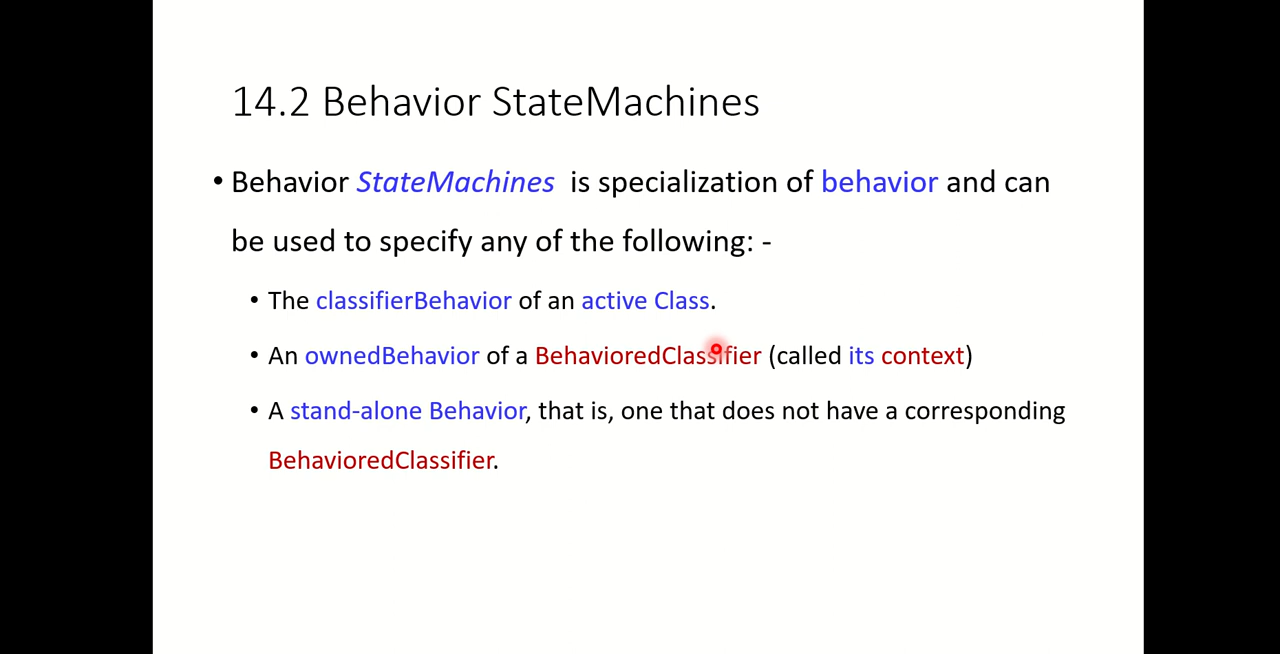 14.2 Behavior StateMachines
• Behavior StateMachines is specialization of behavior and can
be used to specify any of the following: -
• The classifierBehavior of an active Class.
• An ownedBehavior of a BehavioredClassifier (called its context)
• A stand-alone Behavior, that is, one that does not have a corresponding
BehavioredClassifier.